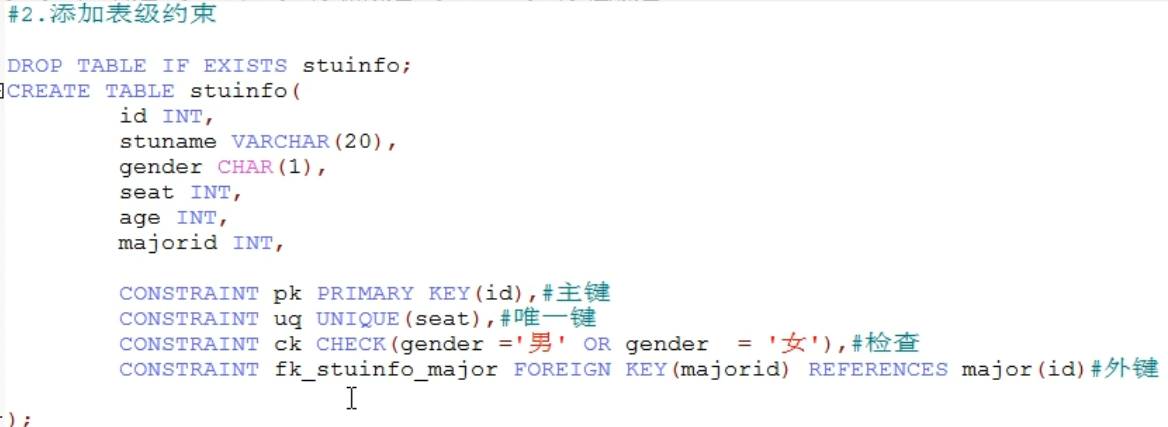 #2.添加表级约束
DROP TABLE IF EXISTS stuinfo;
CREATE TABLE stuinfo(
id INT,
stuname VARCHAR(20),
gender CHAR(1),
seat INT,
age INT,
majorid INT,
CONSTRAINT pk PRIMARY KEY(id),#主键
CONSTRAINT uq UNIQUE(seat),#唯一键
CONSTRAINT ck CHECK(gender ='男' OR gender  = '女'),#检查
CONSTRAINT fk_stuinfo_major FOREIGN KEY(majorid) REFERENCES major(id)#外键
);